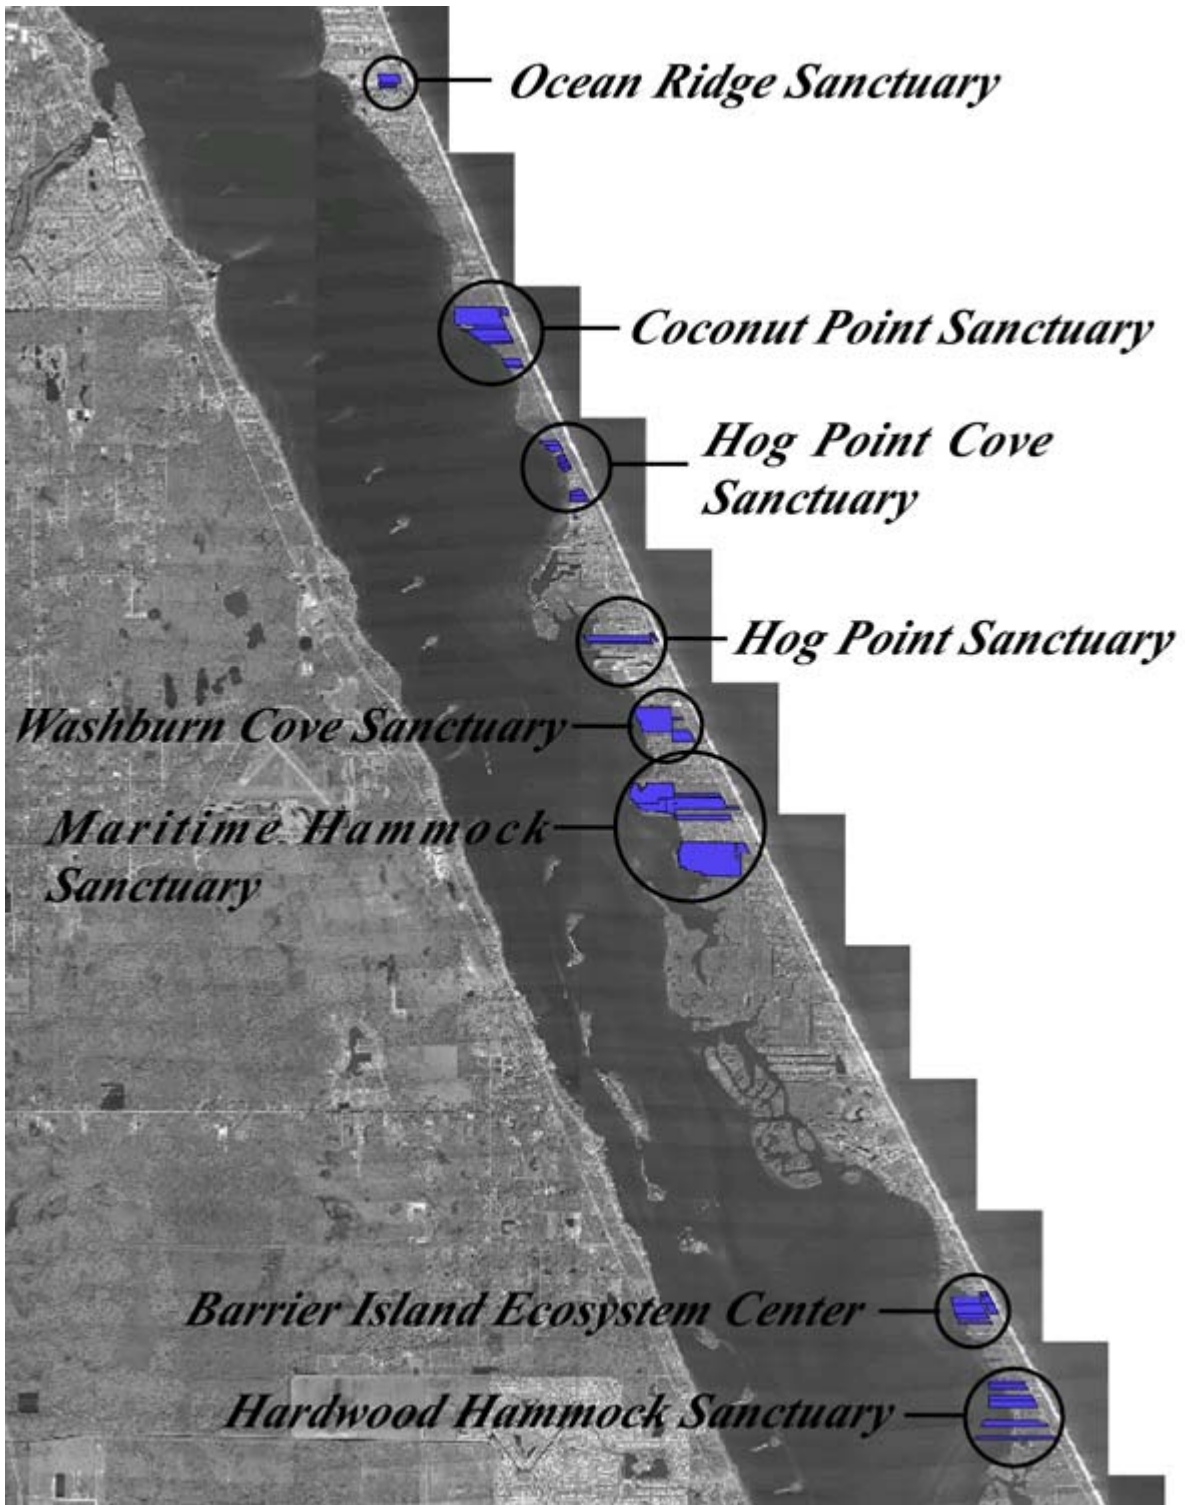 Ocean Ridge Sanctuary
Coconut Point Sanctuary
Hog Point Cove
Sanctuary
Hog Point Sanctuary
Washburn Cove Sanctuary
Maritime Hammock
Sanctuary
Barrier Island Ecosystem Center
Hardwood Hammock Sanctuary